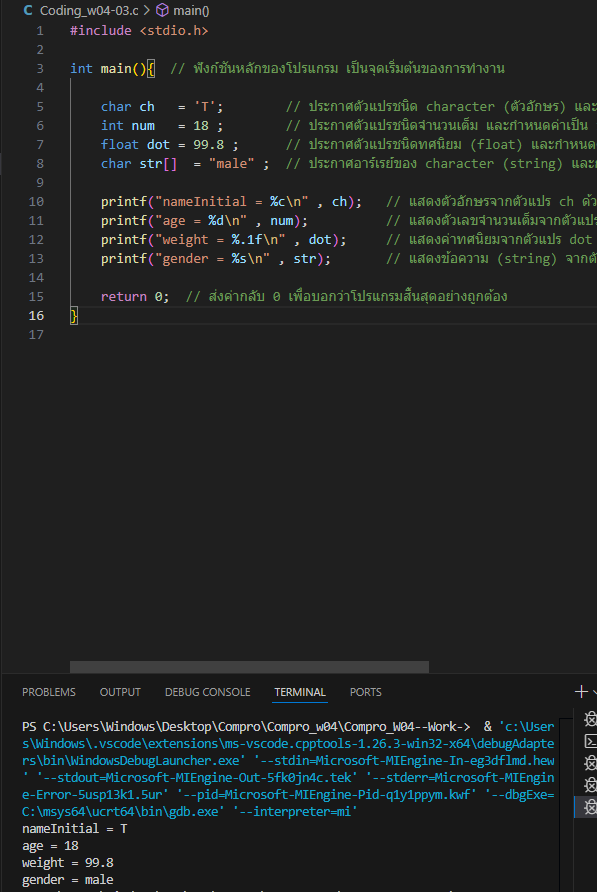 Coding_w04-03.c > main()
1 #include <stdio.h>
2
3 int main(){  // ฟังก์ชันหลักของโปรแกรม เป็นจุดเริ่มต้นของการทำงาน
4
5     char ch   = 'T';        // ประกาศตัวแปรชนิด character (ตัวอักษร) และ
6     int num   = 18 ;        // ประกาศตัวแปรชนิดจำนวนเต็ม และกำหนดค่าเป็น
7     float dot = 99.8 ;      // ประกาศตัวแปรชนิดทศนิยม (float) และกำหนด
8     char str[]  = "male" ;  // ประกาศอาร์เรย์ของ character (string) และ
9
10     printf("nameInitial = %c\n" , ch);   // แสดงตัวอักษรจากตัวแปร ch ด้ว
11     printf("age = %d\n" , num);          // แสดงตัวเลขจำนวนเต็มจากตัวแปร
12     printf("weight = %.1f\n" , dot);     // แสดงค่าทศนิยมจากตัวแปร dot
13     printf("gender = %s\n" , str);       // แสดงข้อความ (string) จากตั
14
15     return 0;  // ส่งค่ากลับ 0 เพื่อบอกว่าโปรแกรมสิ้นสุดอย่างถูกต้อง
16 }
17
PROBLEMS OUTPUT DEBUG CONSOLE TERMINAL PORTS
PS C:\Users\Windows\Desktop\Compro\Compro_w04\Compro_W04--Work->  & 'c:\User
s\Windows\.vscode\extensions\ms-vscode.cpptools-1.26.3-win32-x64\debugAdapte
rs\bin\WindowsDebugLauncher.exe' '--stdin=Microsoft-MIEngine-In-eg3dflmd.hew
' '--stdout=Microsoft-MIEngine-Out-5fk0jn4c.tek' '--stderr=Microsoft-MIEngin
e-Error-5usp13k1.5ur' '--pid=Microsoft-MIEngine-Pid-q1y1ppym.kwf' '--dbgExe=
C:\msys64\ucrt64\bin\gdb.exe' '--interpreter=mi'
nameInitial = T
age = 18
weight = 99.8
gender = male